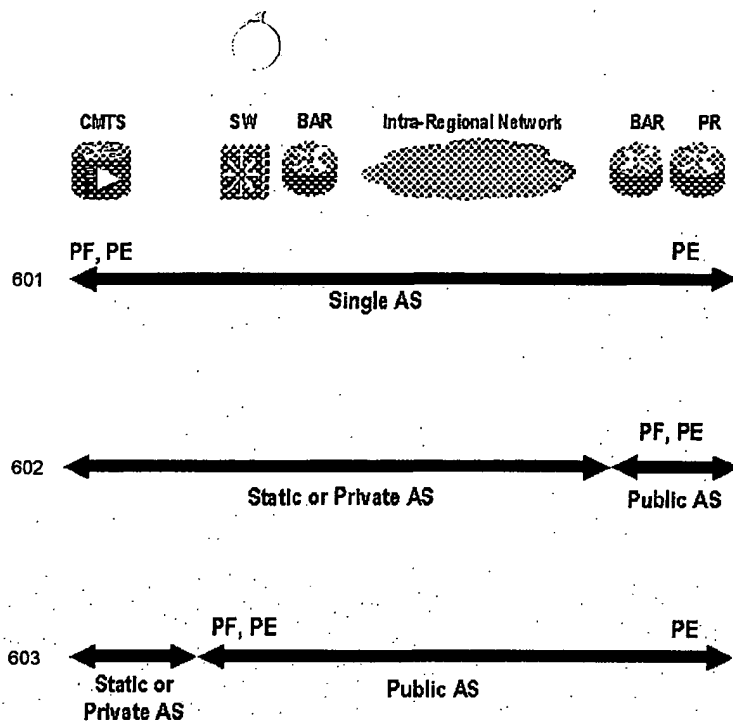 CMTS SW BAR Intra-Regional Network BAR PR
PF, PE PE
601
Single AS
PF, PE
602
Static or Private AS Public AS
PF, PE PE
603
Static or
Private AS Public AS